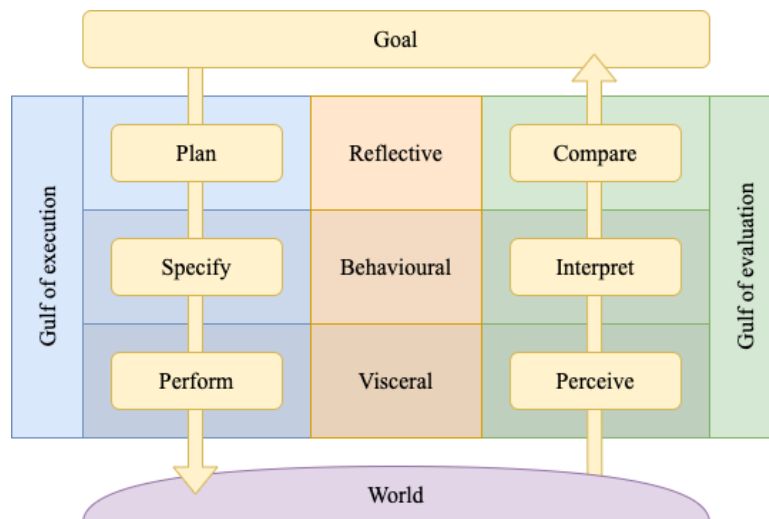 Goal
Gulf of execution
Plan
Reflective
Compare
Gulf of evaluation
Specify
Behavioural
Interpret
Perform
Visceral
Perceive
World